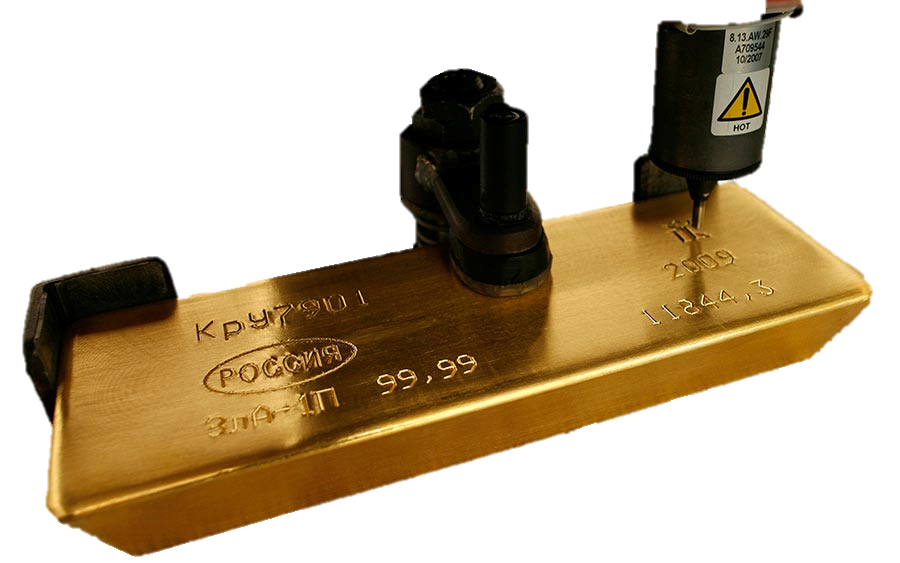 8.13.AW.29F
A709544
10/2007
HOT
Кру7901
РОССИЯ
ЗлА-1П 99,99
2009
11844,3